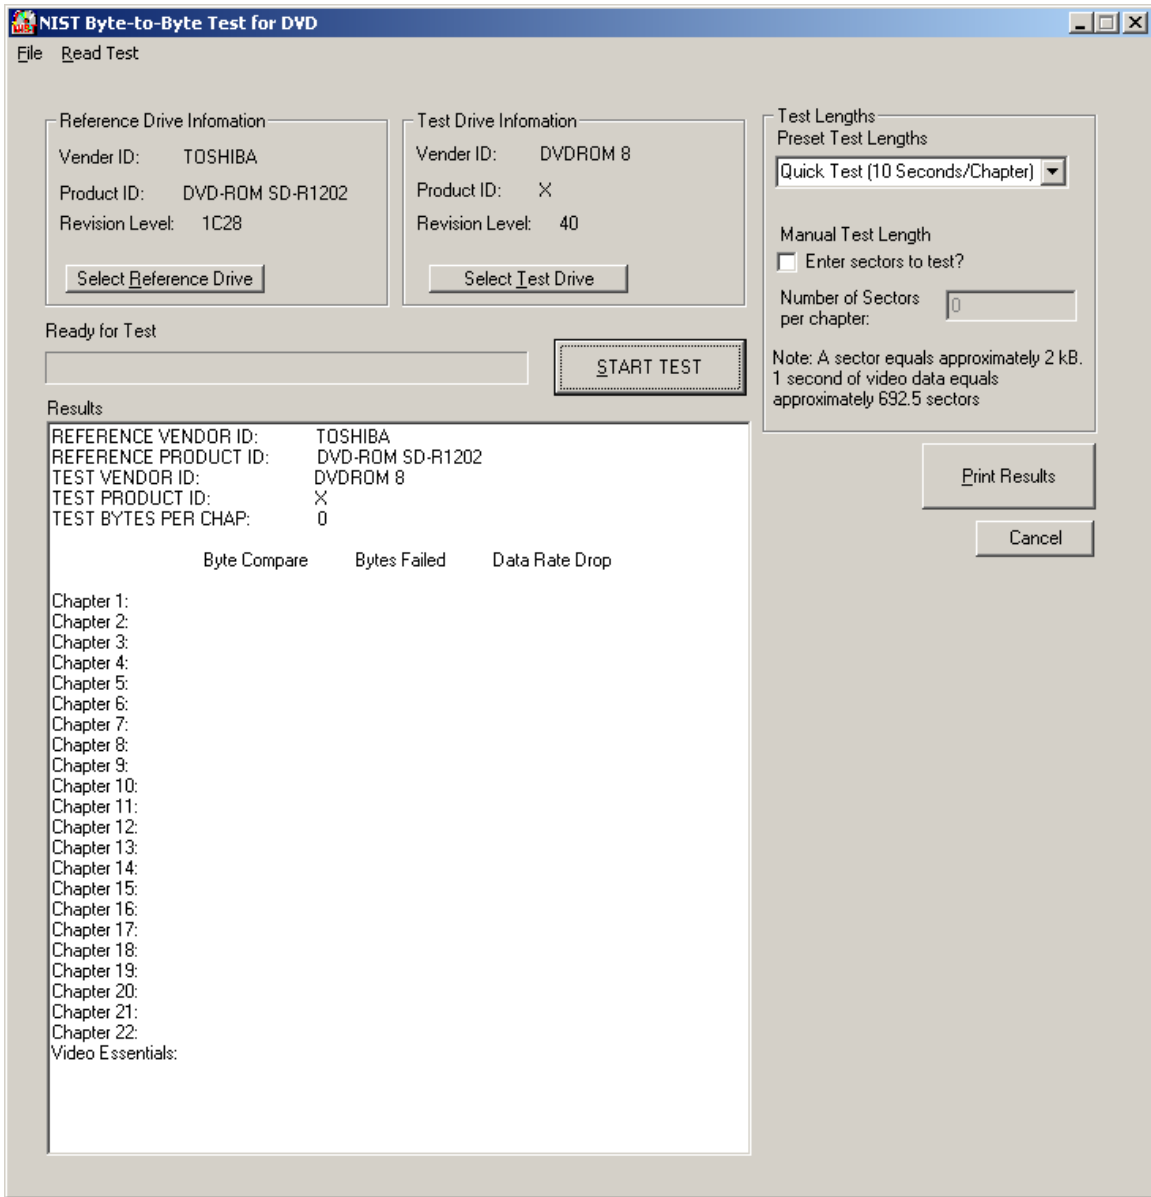 NIST Byte-to-Byte Test for DVD
File Read Test
Reference Drive Infomation
Vender ID: TOSHIBA
Product ID: DVD-ROM SD-R1202
Revision Level: 1C28
Select Reference Drive
Test Drive Infomation
Vender ID: DVDROM 8
Product ID: X
Revision Level: 40
Select Test Drive
Test Lengths
Preset Test Lengths
Quick Test (10 Seconds/Chapter)
Manual Test Length
Enter sectors to test?
Number of Sectors
per chapter:
0
Note: A sector equals approximately 2 kB.
1 second of video data equals
approximately 692.5 sectors
Ready for Test
START TEST
Results
REFERENCE VENDOR ID: TOSHIBA
REFERENCE PRODUCT ID: DVD-ROM SD-R1202
TEST VENDOR ID: DVDROM 8
TEST PRODUCT ID: X
TEST BYTES PER CHAP: 0
Byte Compare Bytes Failed Data Rate Drop
Chapter 1:
Chapter 2:
Chapter 3:
Chapter 4:
Chapter 5:
Chapter 6:
Chapter 7:
Chapter 8:
Chapter 9:
Chapter 10:
Chapter 11:
Chapter 12:
Chapter 13:
Chapter 14:
Chapter 15:
Chapter 16:
Chapter 17:
Chapter 18:
Chapter 19:
Chapter 20:
Chapter 21:
Chapter 22:
Video Essentials:
Print Results
Cancel